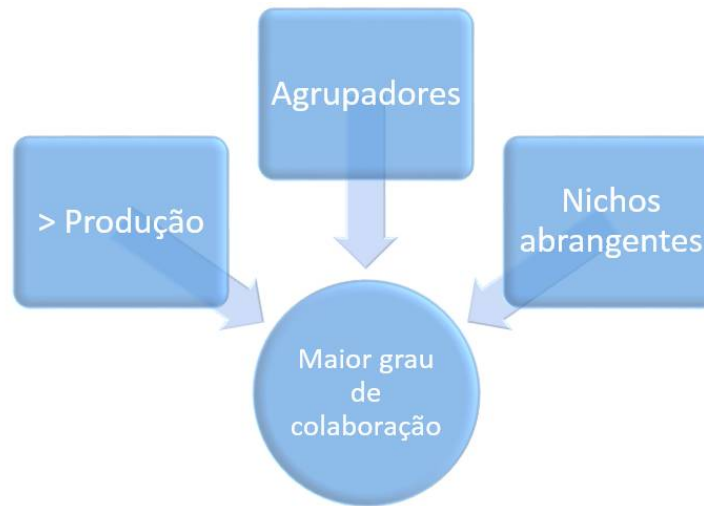 Agrupadores
> Produção
Nichos
abrangentes
Maior grau
de
colaboração